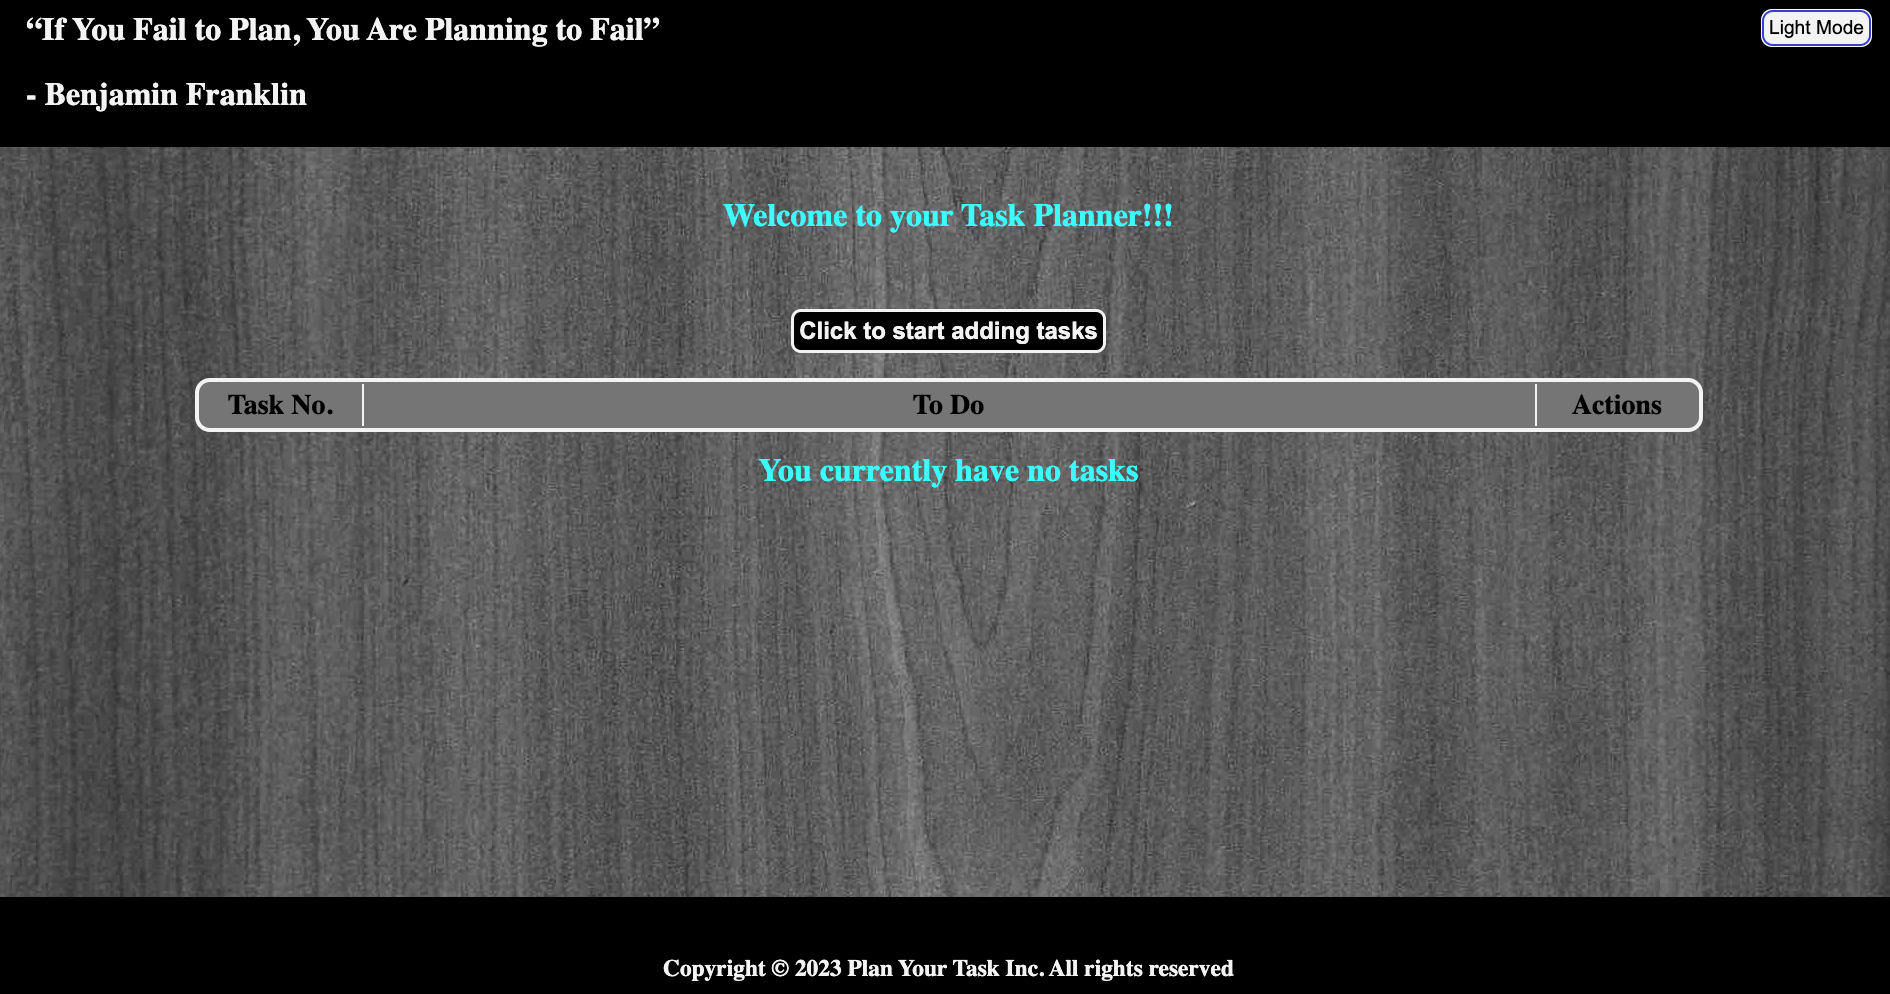 “If You Fail to Plan, You Are Planning to Fail”
Light Mode
- Benjamin Franklin
Welcome to your Task Planner!!!
Click to start adding tasks
Task No. To Do Actions
You currently have no tasks
Copyright © 2023 Plan Your Task Inc. All rights reserved